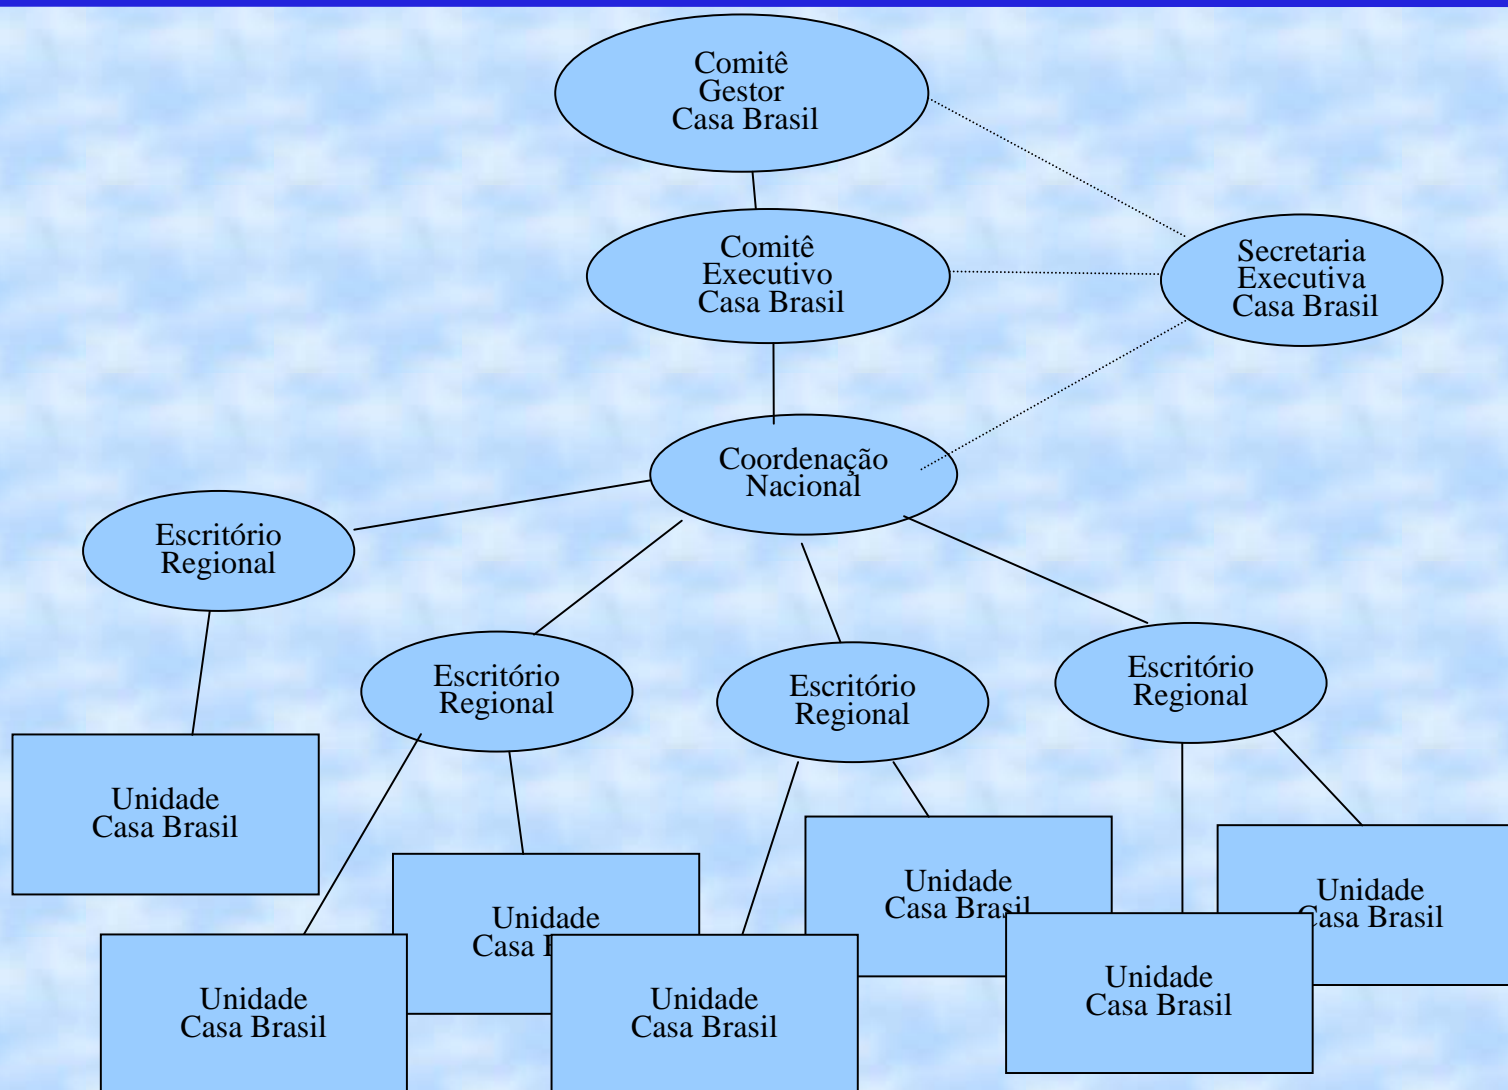 Comitê
Gestor
Casa Brasil
Comitê
Executivo
Casa Brasil
Secretaria
Executiva
Casa Brasil
Coordenação
Nacional
Escritório
Regional
Escritório
Regional
Escritório
Regional
Escritório
Regional
Unidade
Casa Brasil
Unidade
Casa Brasil
Unidade
Casa Brasil
Unidade
Casa
Unidade
Casa Brasil
Unidade
Casa Brasil
Unidade
Casa Brasil